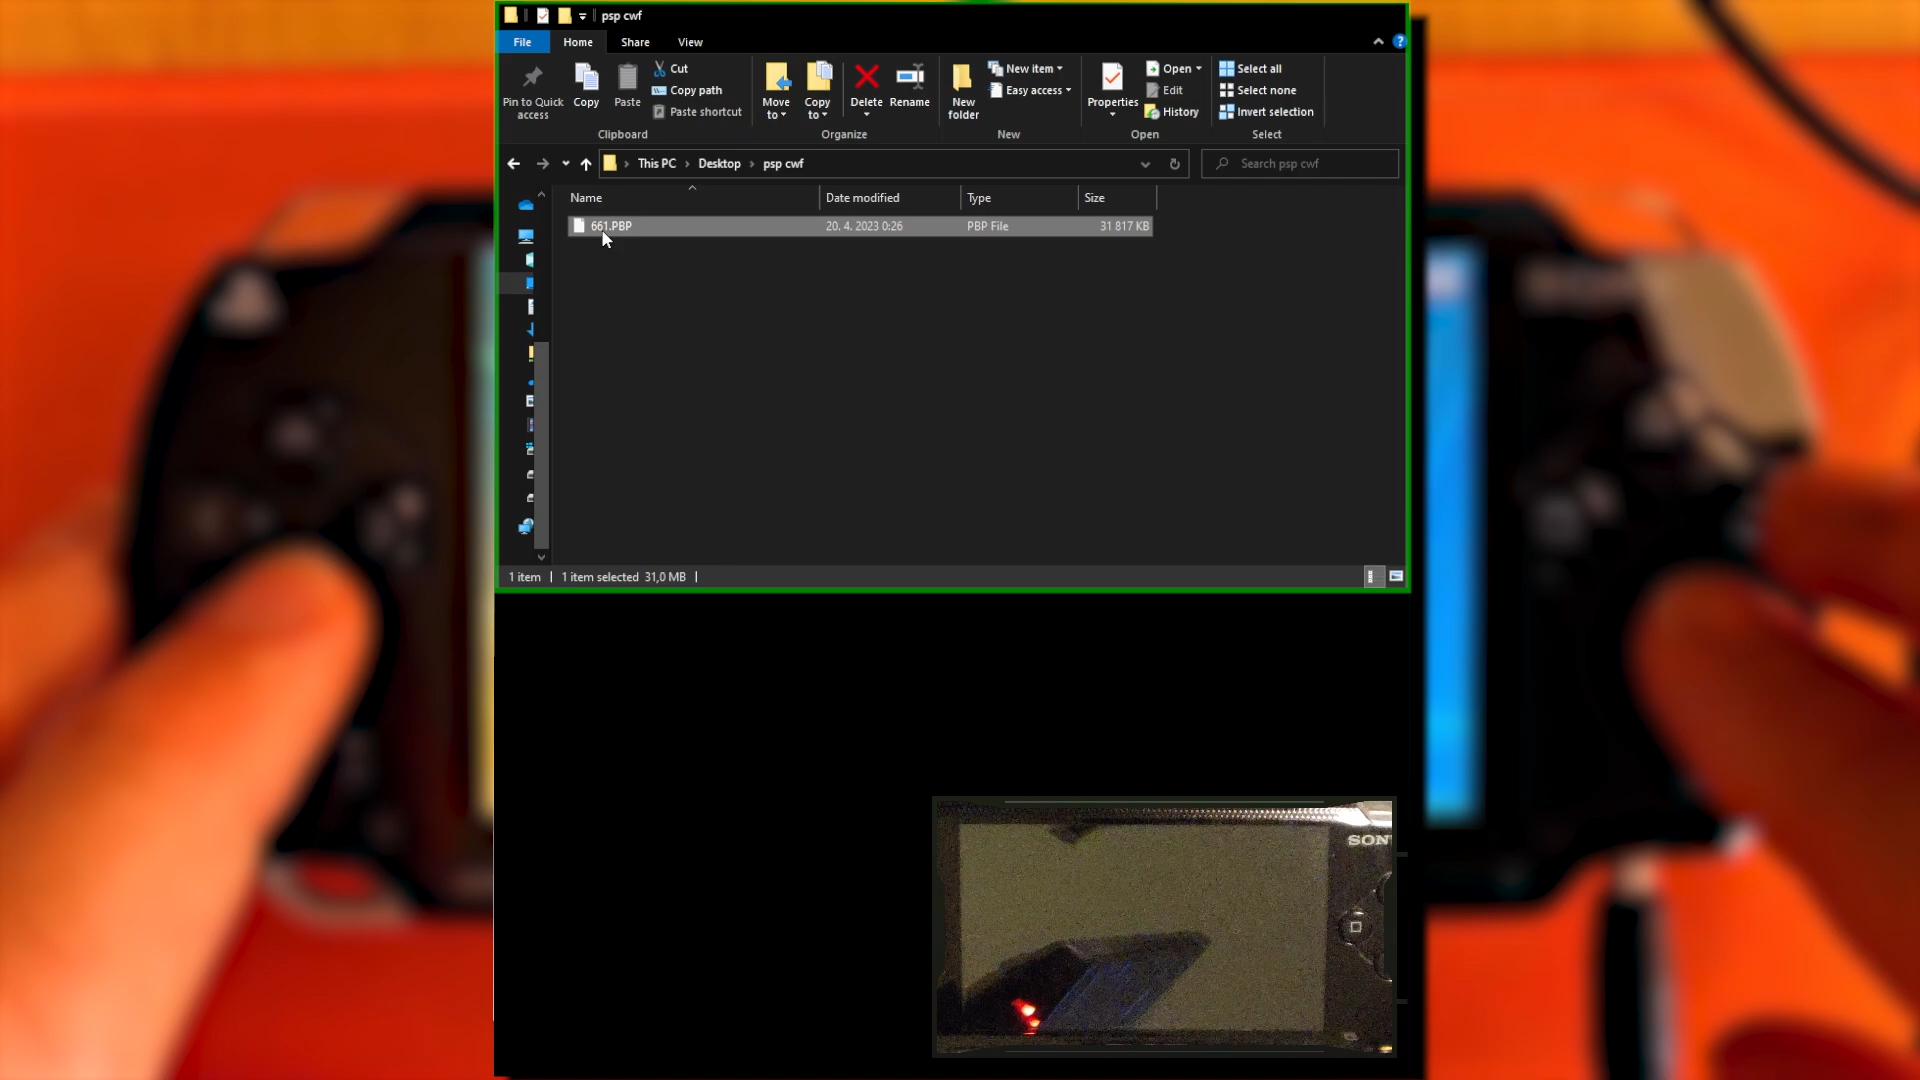 psp cwf
File Home Share View
Pin to Quick access
Copy
Paste
Cut
Copy path
Paste shortcut
Clipboard
Move to
Copy to
Delete
Rename
Organize
New folder
New item
Easy access
New
Properties
Open
Edit
History
Open
Select all
Select none
Invert selection
Select
This PC > Desktop > psp cwf
Search psp cwf
Name Date modified Type Size
661.PBP 20. 4. 2023 0:26 PBP File 31 817 KB
1 item 1 item selected 31,0 MB
SON